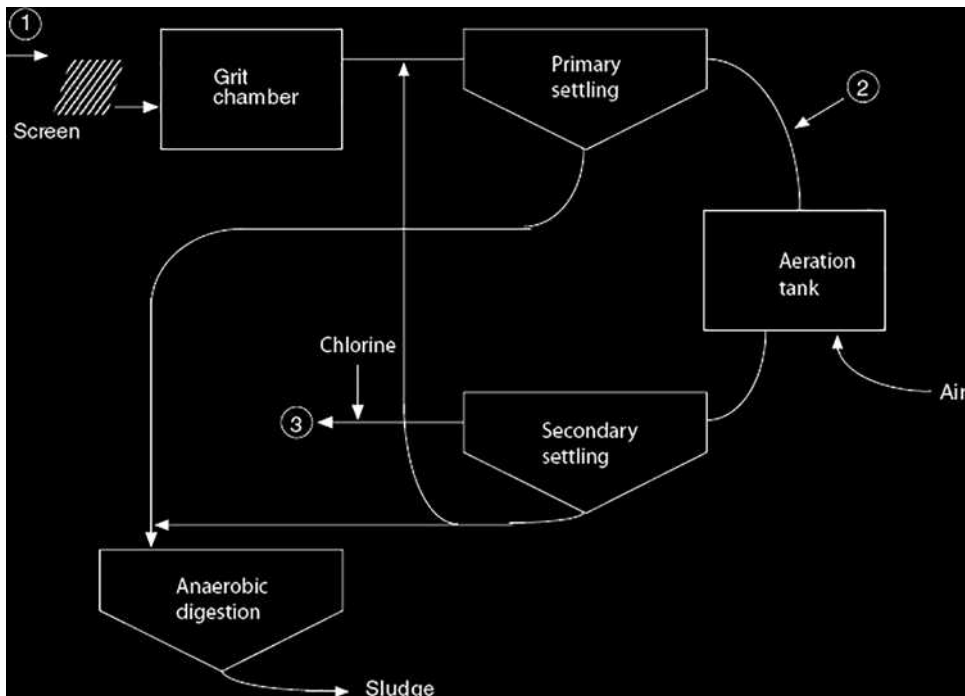 1
Screen
Grit
chamber
Primary
settling
2
Aeration
tank
Air
Chlorine
3
Secondary
settling
Anaerobic
digestion
Sludge